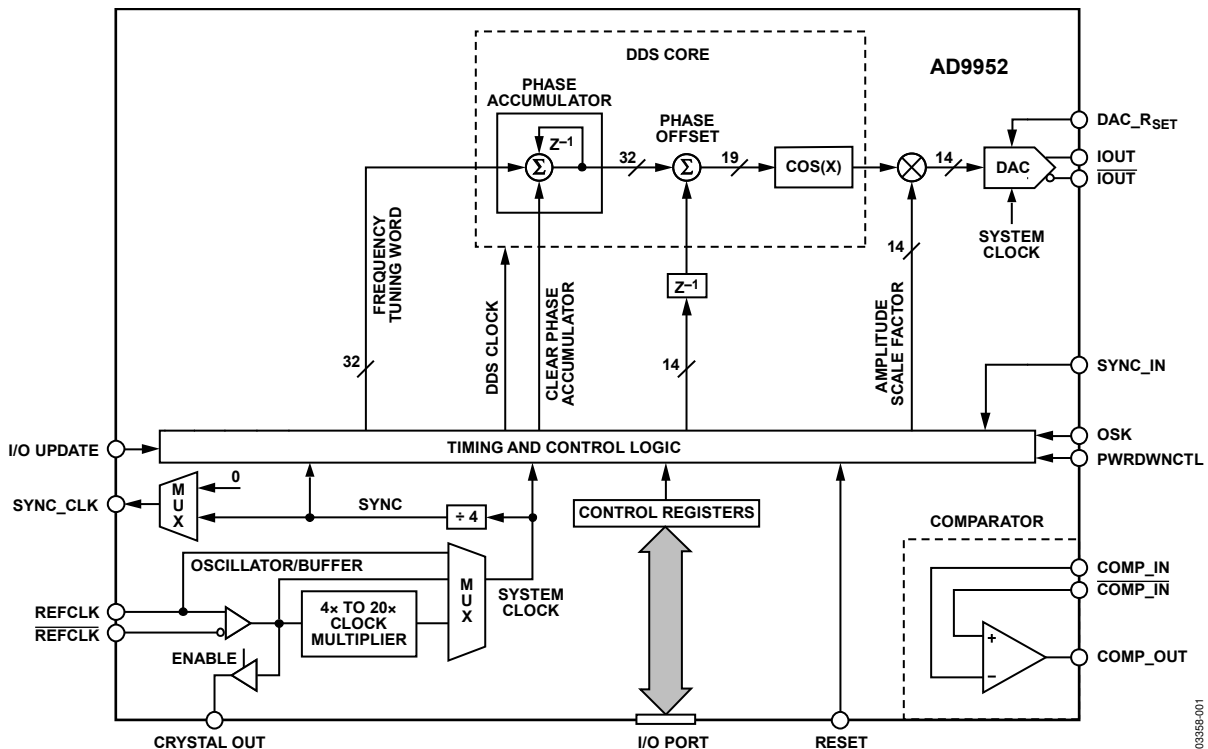 DDS CORE
AD9952
PHASE
ACCUMULATOR
PHASE
OFFSET
DAC_RSET
Z–1
32
19
14
IOUT
Σ
Σ
COS(X)
DAC
IOUT
SYSTEM
CLOCK
FREQUENCY
TUNING WORD
14
DDS CLOCK
CLEAR PHASE
ACCUMULATOR
Z–1
AMPLITUDE
SCALE FACTOR
32
14
SYNC_IN
I/O UPDATE
TIMING AND CONTROL LOGIC
OSK
PWRDWNCTL
0
SYNC_CLK
MUX
SYNC
÷ 4
CONTROL REGISTERS
COMPARATOR
OSCILLATOR/BUFFER
MUX
SYSTEM
CLOCK
COMP_IN
COMP_IN
REFCLK
REFCLK
4× TO 20×
CLOCK
MULTIPLIER
+
–
COMP_OUT
ENABLE
CRYSTAL OUT
I/O PORT
RESET
03358-001